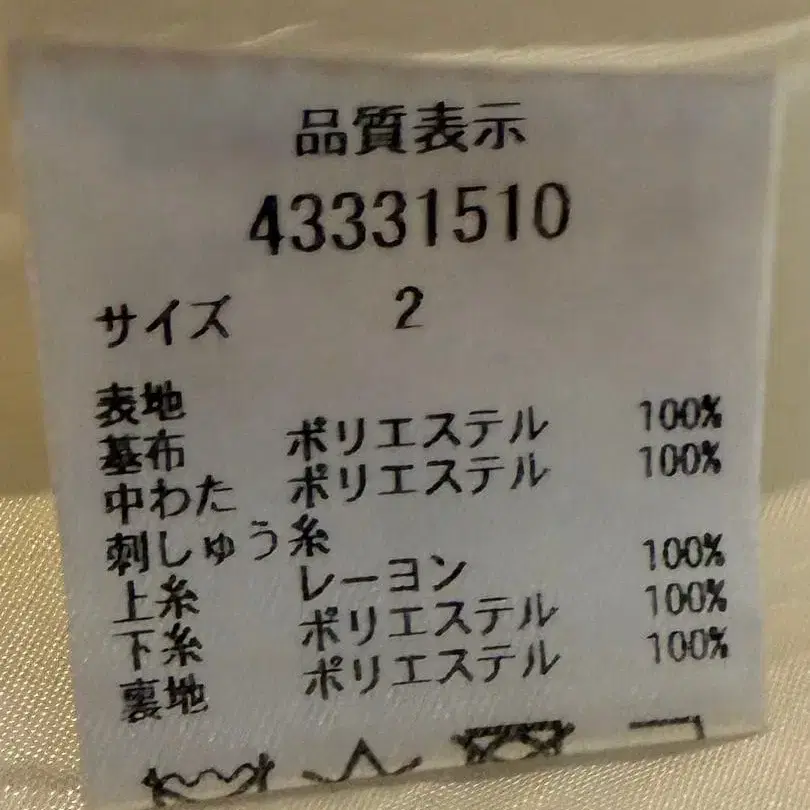 品質表示
43331510
サイズ 2
表地
基布 ポリエステル 100%
中わた ポリエステル 100%
刺しゅう糸
上糸 レーヨン 100%
下糸 ポリエステル 100%
裏地 ポリエステル 100%